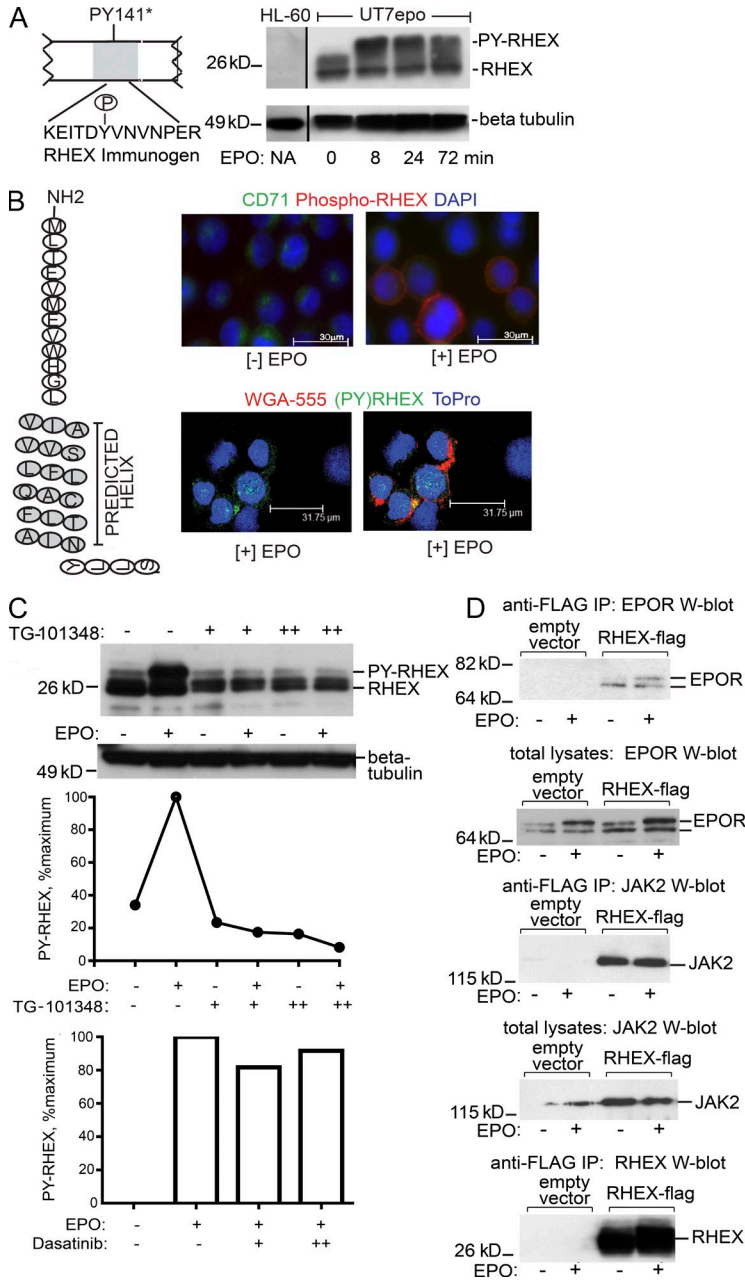 A
PY141*
P
KEITDYVNVNPER
RHEX Immunogen
HL-60 UT7epo
26 kD
-PY-RHEX
-RHEX
49 kD
-beta tubulin
EPO: NA 0 8 24 72 min
B
NH2
M
L
T
E
V
M
E
V
W
H
G
L
V I A
V V S
L F L
Q A C
F L T
A I N
Y L L S
PREDICTED
HELIX
CD71 Phospho-RHEX DAPI
30µm
30µm
[-] EPO
[+] EPO
WGA-555 (PY)RHEX ToPro
31.75 µm
31.75 µm
[+] EPO
[+] EPO
C
TG-101348: - - + + ++ ++
PY-RHEX
RHEX
26 kD
EPO: - + - + - +
beta-
tubulin
49 kD
PY-RHEX, %maximum
100
80
60
40
20
0
EPO: - + - + - +
TG-101348: - - + + ++ ++
PY-RHEX, %maximum
100
80
60
40
20
0
EPO: - + + +
Dasatinib: - - + ++
D
anti-FLAG IP: EPOR W-blot
empty
vector
RHEX-flag
82 kD
64 kD
EPOR
EPO: - + - +
total lysates: EPOR W-blot
empty
vector
RHEX-flag
EPOR
64 kD
EPO: - + - +
anti-FLAG IP: JAK2 W-blot
empty
vector
RHEX-flag
JAK2
115 kD
EPO: - + - +
total lysates: JAK2 W-blot
empty
vector
RHEX-flag
JAK2
115 kD
EPO: - + - +
anti-FLAG IP: RHEX W-blot
empty
vector
RHEX-flag
RHEX
26 kD
EPO: - + - +